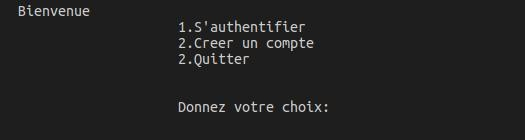 Bienvenue
1.S'authentifier
2.Creer un compte
2.Quitter
Donnez votre choix: